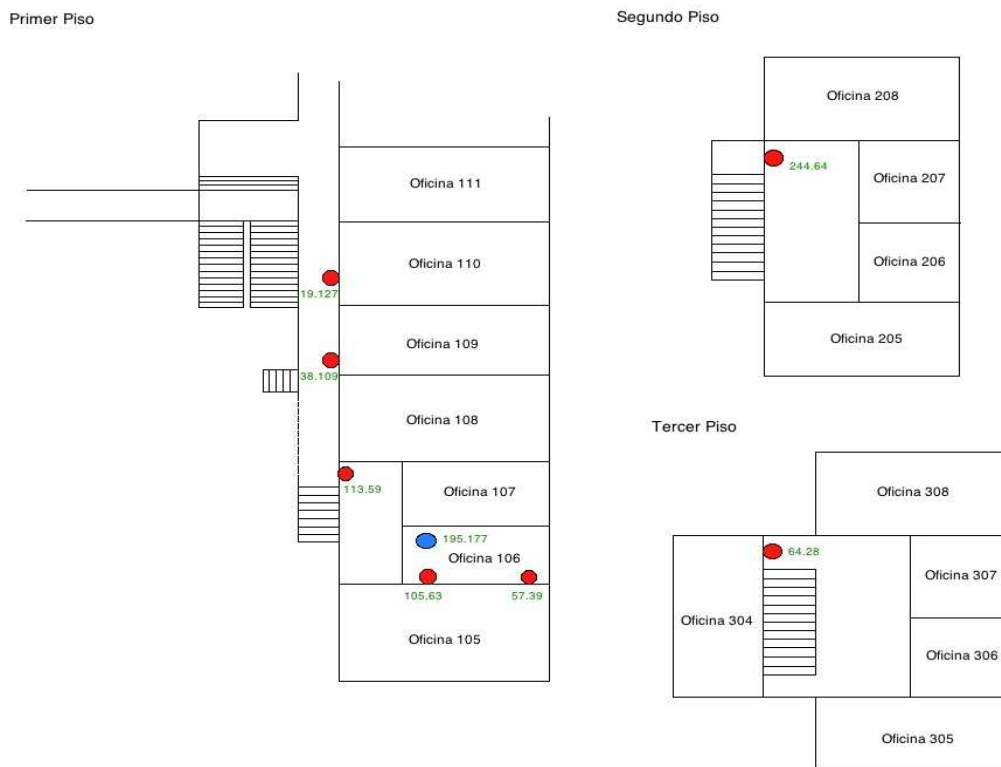 Primer Piso
Oficina 111
Oficina 110
19.127
Oficina 109
38.109
Oficina 108
113.59
Oficina 107
195.177
Oficina 106
105.63
57.39
Oficina 105
Segundo Piso
Oficina 208
244.64
Oficina 207
Oficina 206
Oficina 205
Tercer Piso
Oficina 308
64.28
Oficina 307
Oficina 304
Oficina 306
Oficina 305